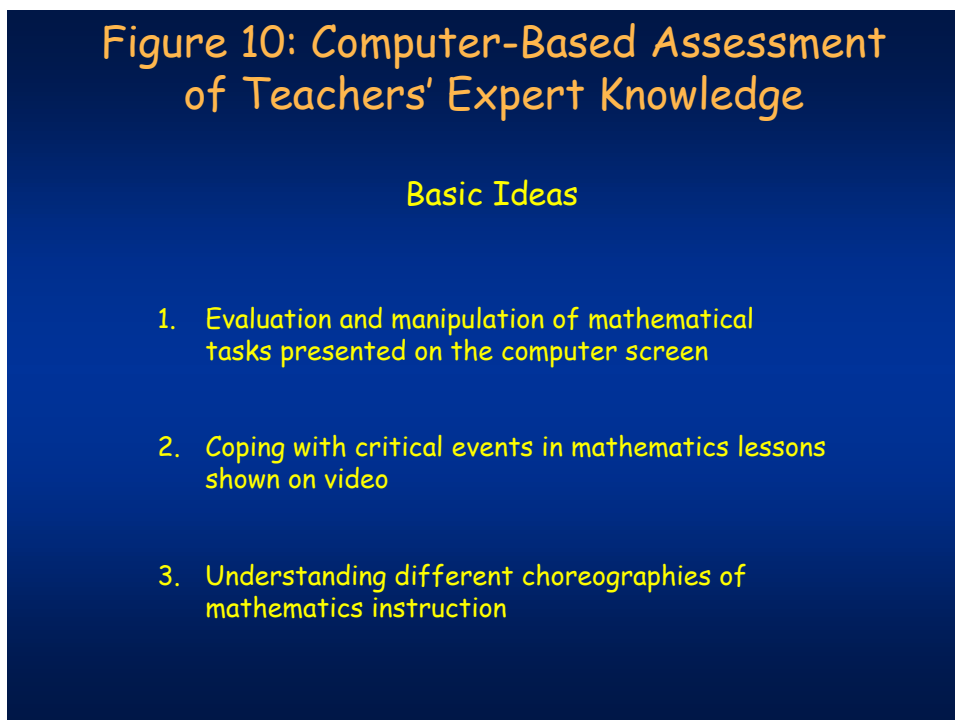 Figure 10: Computer-Based Assessment
of Teachers’ Expert Knowledge
Basic Ideas
1. Evaluation and manipulation of mathematical
tasks presented on the computer screen
2. Coping with critical events in mathematics lessons
shown on video
3. Understanding different choreographies of
mathematics instruction